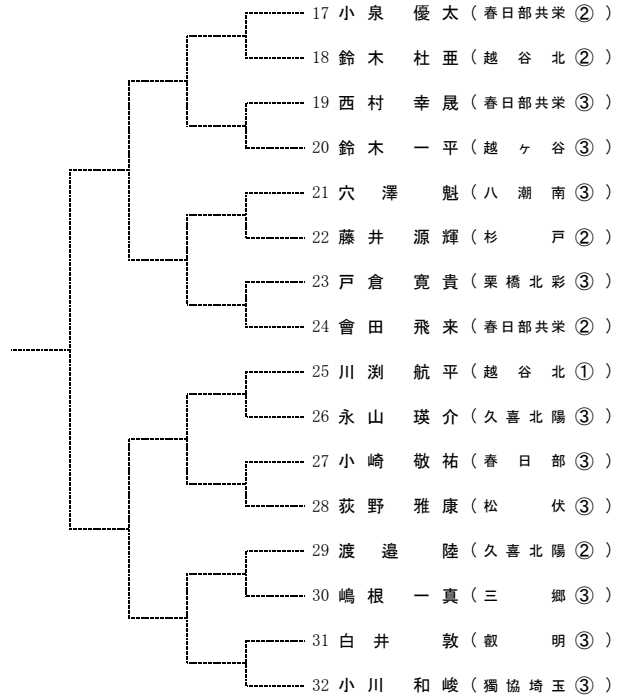 17 小泉 優太 (春日部共栄 ②)
18 鈴木 杜亜 (越谷北 ②)
19 西村 幸晟 (春日部共栄 ③)
20 鈴木 一平 (越ヶ谷 ③)
21 穴澤 魁 (八潮南 ③)
22 藤井 源輝 (杉戸 ②)
23 戸倉 寛貴 (栗橋北彩 ③)
24 會田 飛来 (春日部共栄 ②)
25 川渕 航平 (越谷北 ①)
26 永山 瑛介 (久喜北陽 ③)
27 小崎 敬祐 (春日部 ③)
28 荻野 雅康 (松伏 ③)
29 渡邉 陸 (久喜北陽 ②)
30 嶋根 一真 (三郷 ③)
31 白井 敦 (叡明 ③)
32 小川 和峻 (獨協埼玉 ③)